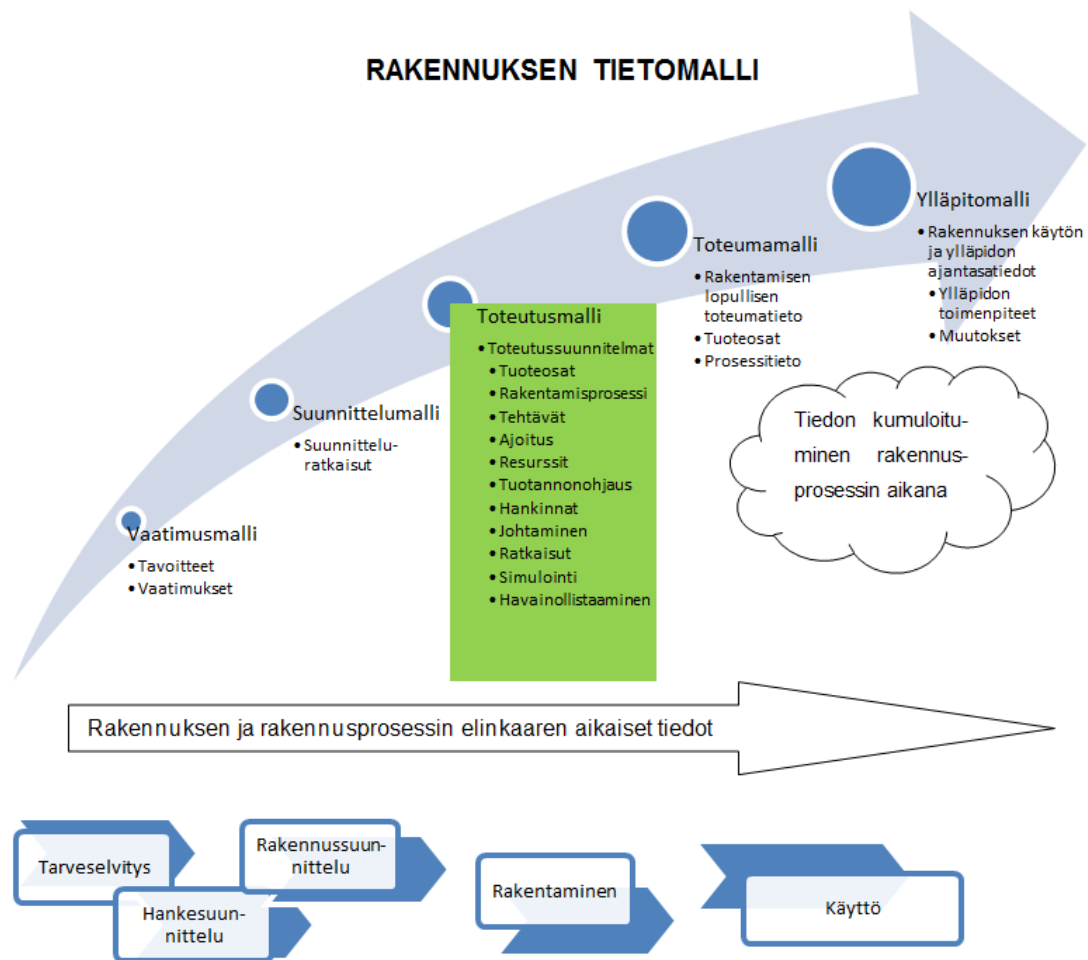 RAKENNUKSEN TIETOMALLI
Vaatimusmalli
• Tavoitteet
• Vaatimukset
Suunnittelumalli
• Suunnittelu-
ratkaisut
Toteutusmalli
• Toteutussuunnitelmat
• Tuoteosat
• Rakentamisprosessi
• Tehtävät
• Ajoitus
• Resurssit
• Tuotannonohjaus
• Hankinnat
• Johtaminen
• Ratkaisut
• Simulointi
• Havainollistaaminen
Toteumamalli
• Rakentamisen
lopullisen
toteumatieto
• Tuoteosat
• Prosessitieto
Ylläpitomalli
• Rakennuksen käytön
ja ylläpidon
ajantasatiedot
• Ylläpidon
toimenpiteet
• Muutokset
Tiedon kumuloitu-
minen rakennus-
prosessin aikana
Rakennuksen ja rakennusprosessin elinkaaren aikaiset tiedot
Tarveselvitys
Hankesuun-
nittelu
Rakennussuun-
nittelu
Rakentaminen
Käyttö